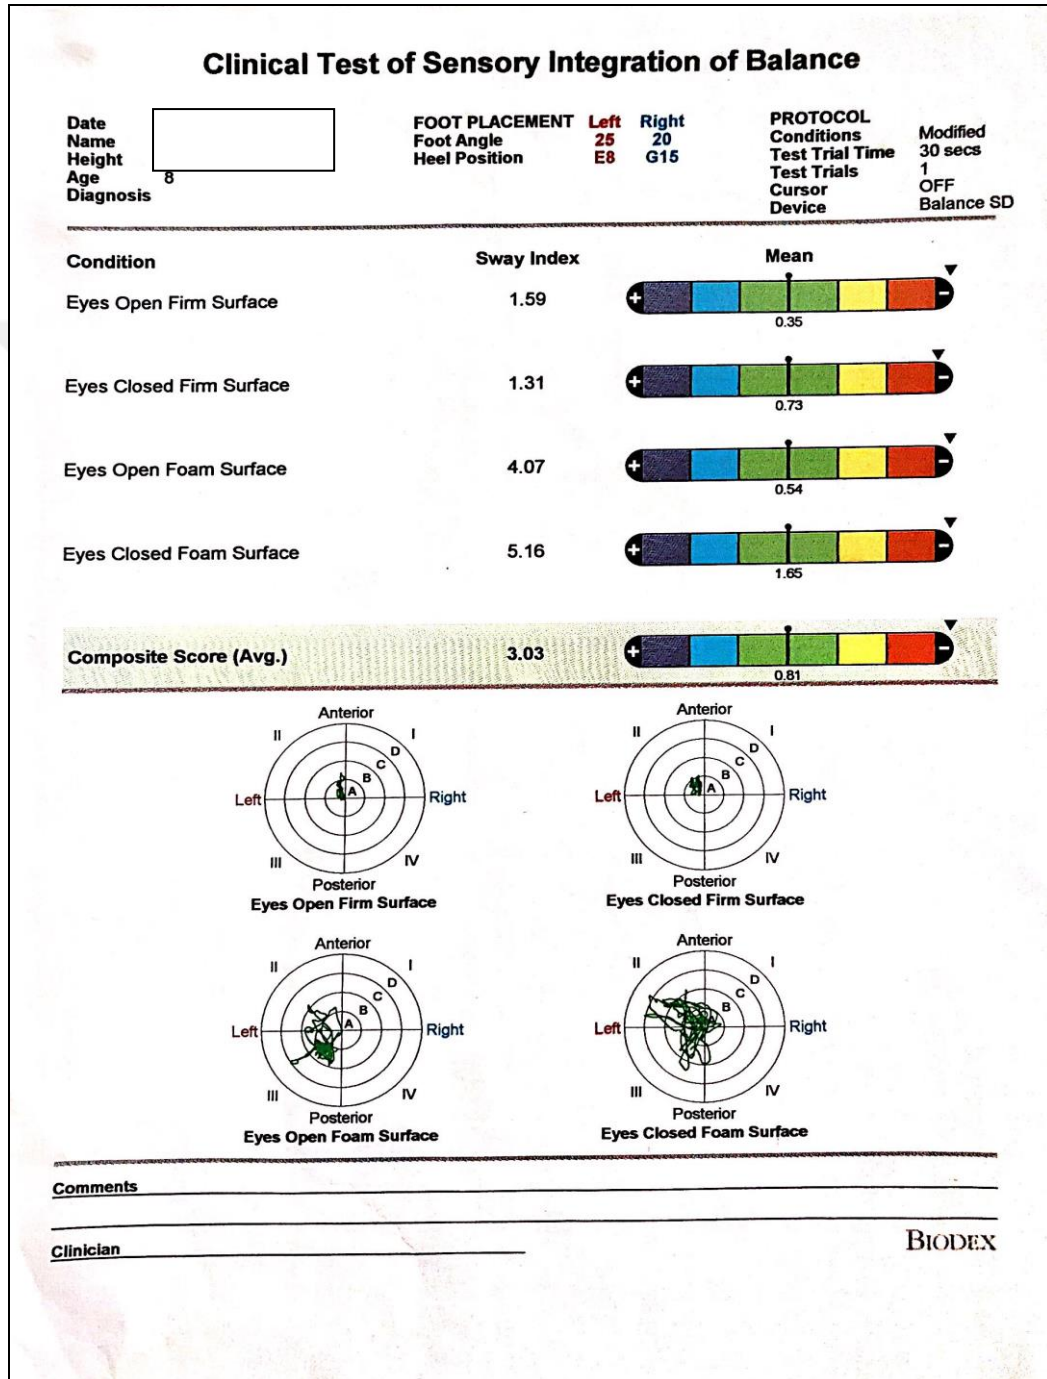 Clinical Test of Sensory Integration of Balance
Date
Name
Height
Age 8
Diagnosis
FOOT PLACEMENT Left Right
Foot Angle 25 20
Heel Position E8 G15
PROTOCOL
Conditions Modified
Test Trial Time 30 secs
Test Trials 1
Cursor OFF
Device Balance SD
Condition Sway Index Mean
Eyes Open Firm Surface 1.59 + -
0.35
Eyes Closed Firm Surface 1.31 + -
0.73
Eyes Open Foam Surface 4.07 + -
0.54
Eyes Closed Foam Surface 5.16 + -
1.65
Composite Score (Avg.) 3.03 + -
0.81
Anterior
II I
D
C
B
A
Left Right
III IV
Posterior
Eyes Open Firm Surface
Anterior
II I
D
C
B
A
Left Right
III IV
Posterior
Eyes Closed Firm Surface
Anterior
II I
D
C
B
A
Left Right
III IV
Posterior
Eyes Open Foam Surface
Anterior
II I
D
C
B
A
Left Right
III IV
Posterior
Eyes Closed Foam Surface
Comments
Clinician
BIODEX